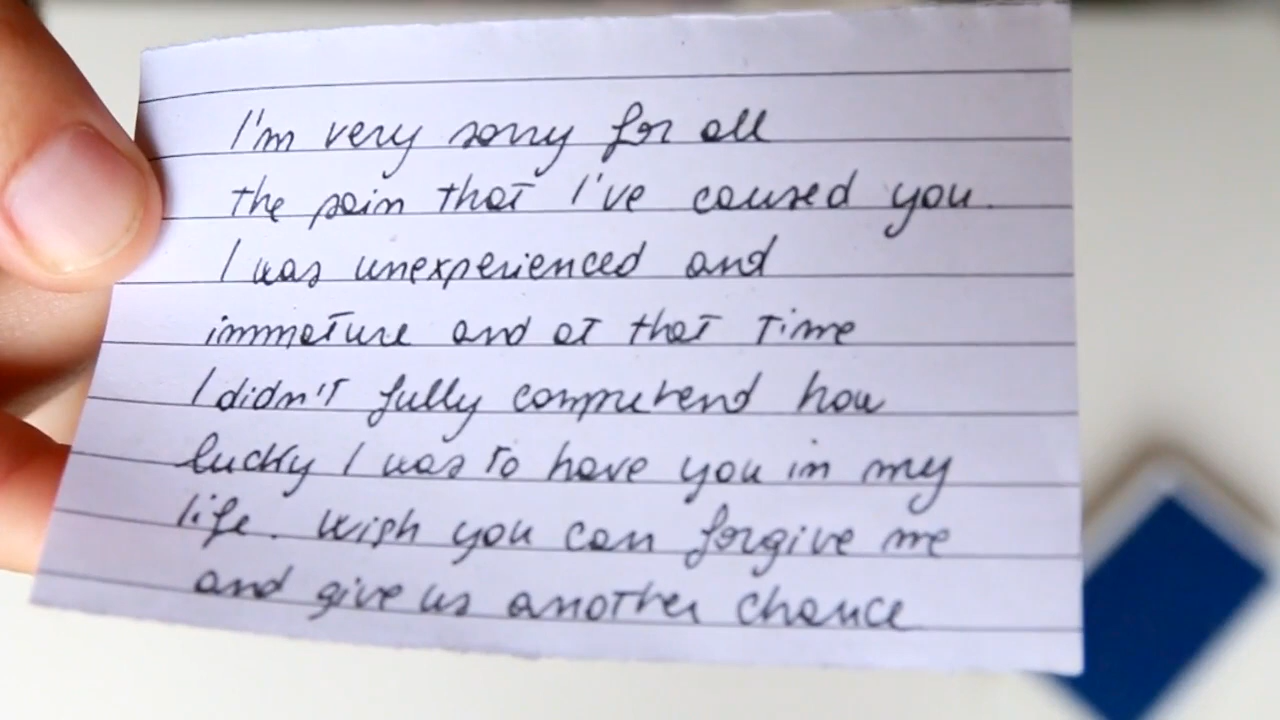 I'm very sorry for all
the pain that I've caused you.
I was unexperienced and
immature and at that time
I didn't fully comprehend how
lucky I was to have you in my
life. Wish you can forgive me
and give us another chance